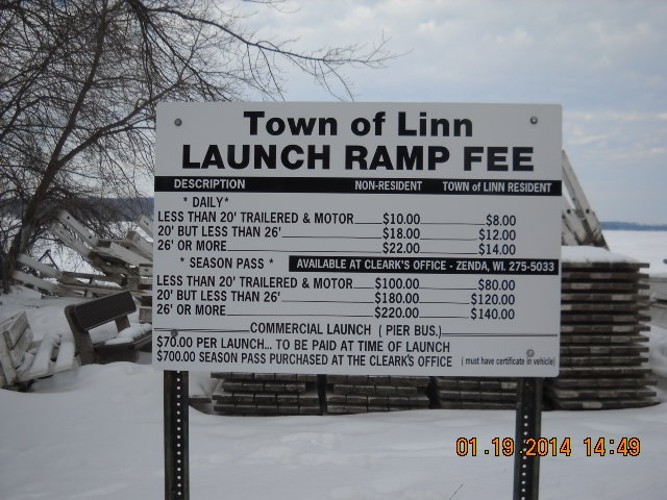 Town of Linn
LAUNCH RAMP FEE
DESCRIPTION NON-RESIDENT TOWN of LINN RESIDENT
* DAILY*
LESS THAN 20' TRAILERED & MOTOR $10.00 $8.00
20' BUT LESS THAN 26' $18.00 $12.00
26' OR MORE $22.00 $14.00
* SEASON PASS * AVAILABLE AT CLEARK'S OFFICE - ZENDA, WI. 275-5033
LESS THAN 20' TRAILERED & MOTOR $100.00 $80.00
20' BUT LESS THAN 26' $180.00 $120.00
26' OR MORE $220.00 $140.00
COMMERCIAL LAUNCH ( PIER BUS,)
$70.00 PER LAUNCH... TO BE PAID AT TIME OF LAUNCH
$700.00 SEASON PASS PURCHASED AT THE CLEARK'S OFFICE ( must have certificate in vehicle)
01.19.2014 14:49